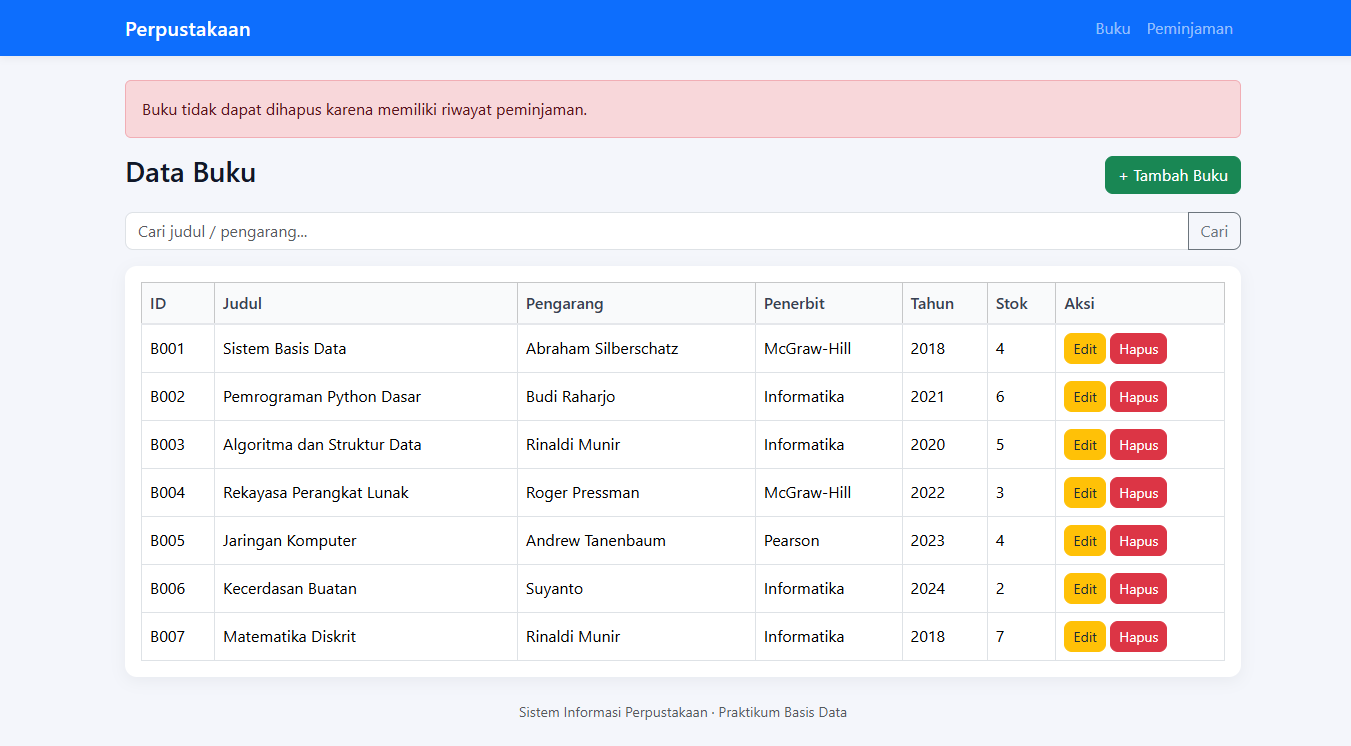 Perpustakaan Buku Peminjaman
Buku tidak dapat dihapus karena memiliki riwayat peminjaman.
Data Buku + Tambah Buku
Cari judul / pengarang... Cari
ID Judul Pengarang Penerbit Tahun Stok Aksi
B001 Sistem Basis Data Abraham Silberschatz McGraw-Hill 2018 4 Edit Hapus
B002 Pemrograman Python Dasar Budi Raharjo Informatika 2021 6 Edit Hapus
B003 Algoritma dan Struktur Data Rinaldi Munir Informatika 2020 5 Edit Hapus
B004 Rekayasa Perangkat Lunak Roger Pressman McGraw-Hill 2022 3 Edit Hapus
B005 Jaringan Komputer Andrew Tanenbaum Pearson 2023 4 Edit Hapus
B006 Kecerdasan Buatan Suyanto Informatika 2024 2 Edit Hapus
B007 Matematika Diskrit Rinaldi Munir Informatika 2018 7 Edit Hapus
Sistem Informasi Perpustakaan · Praktikum Basis Data